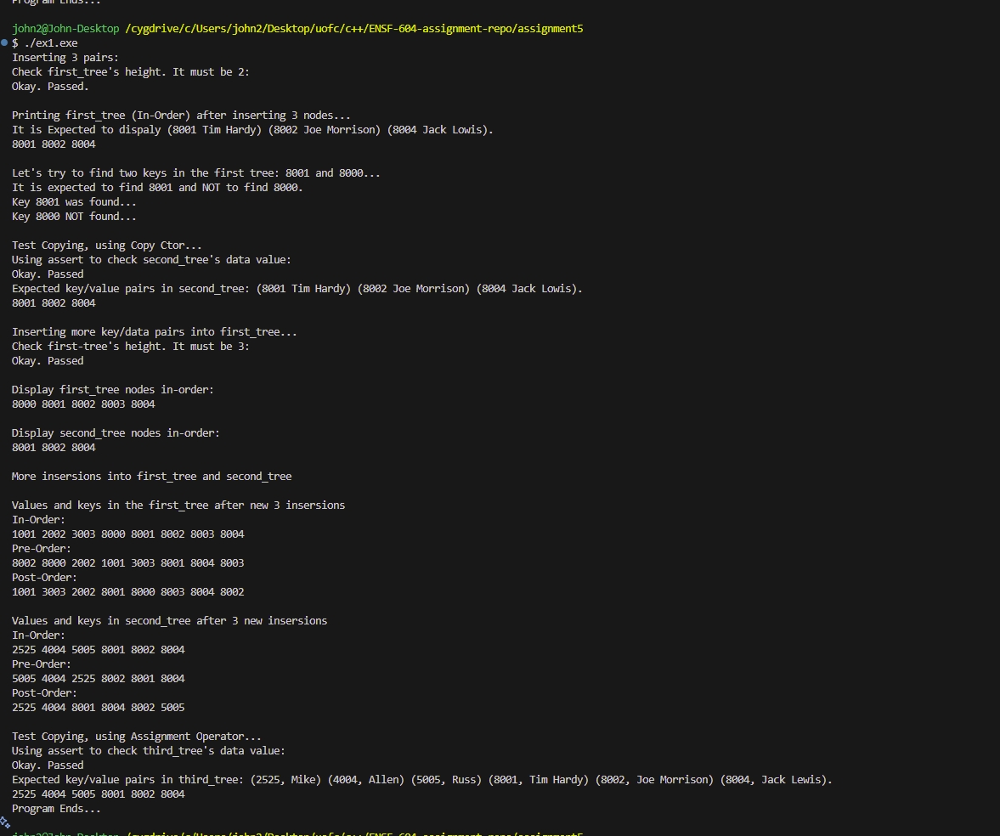 Program Ends...
john2@John-Desktop /cygdrive/c/Users/john2/Desktop/uofc/c++/ENSF-604-assignment-repo/assignment5
$ ./ex1.exe
Inserting 3 pairs:
Check first_tree's height. It must be 2:
Okay. Passed.
Printing first_tree (In-Order) after inserting 3 nodes...
It is Expected to dispaly (8001 Tim Hardy) (8002 Joe Morrison) (8004 Jack Lowis).
8001 8002 8004
Let's try to find two keys in the first tree: 8001 and 8000...
It is expected to find 8001 and NOT to find 8000.
Key 8001 was found...
Key 8000 NOT found...
Test Copying, using Copy Ctor...
Using assert to check second_tree's data value:
Okay. Passed
Expected key/value pairs in second_tree: (8001 Tim Hardy) (8002 Joe Morrison) (8004 Jack Lowis).
8001 8002 8004
Inserting more key/data pairs into first_tree...
Check first-tree's height. It must be 3:
Okay. Passed
Display first_tree nodes in-order:
8000 8001 8002 8003 8004
Display second_tree nodes in-order:
8001 8002 8004
More insersions into first_tree and second_tree
Values and keys in the first_tree after new 3 insersions
In-Order:
1001 2002 3003 8000 8001 8002 8003 8004
Pre-Order:
8002 8000 2002 1001 3003 8001 8004 8003
Post-Order:
1001 3003 2002 8001 8000 8003 8004 8002
Values and keys in second_tree after 3 new insersions
In-Order:
2525 4004 5005 8001 8002 8004
Pre-Order:
5005 4004 2525 8002 8001 8004
Post-Order:
2525 4004 8001 8004 8002 5005
Test Copying, using Assignment Operator...
Using assert to check third_tree's data value:
Okay. Passed
Expected key/value pairs in third_tree: (2525, Mike) (4004, Allen) (5005, Russ) (8001, Tim Hardy) (8002, Joe Morrison) (8004, Jack Lewis).
2525 4004 5005 8001 8002 8004
Program Ends...
john2@John-Desktop /cygdrive/c/Users/john2/Desktop/uofc/c++/ENSF-604-assignment-repo/assignment5